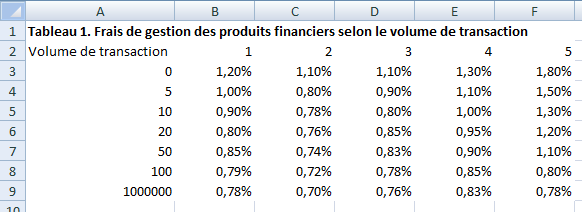 A B C D E F
1 Tableau 1. Frais de gestion des produits financiers selon le volume de transaction
2 Volume de transaction 1 2 3 4 5
3 0 1,20% 1,10% 1,10% 1,30% 1,80%
4 5 1,00% 0,80% 0,90% 1,10% 1,50%
5 10 0,90% 0,78% 0,80% 1,00% 1,30%
6 20 0,80% 0,76% 0,85% 0,95% 1,20%
7 50 0,85% 0,74% 0,83% 0,90% 1,10%
8 100 0,79% 0,72% 0,78% 0,85% 0,80%
9 1000000 0,78% 0,70% 0,76% 0,83% 0,78%
10